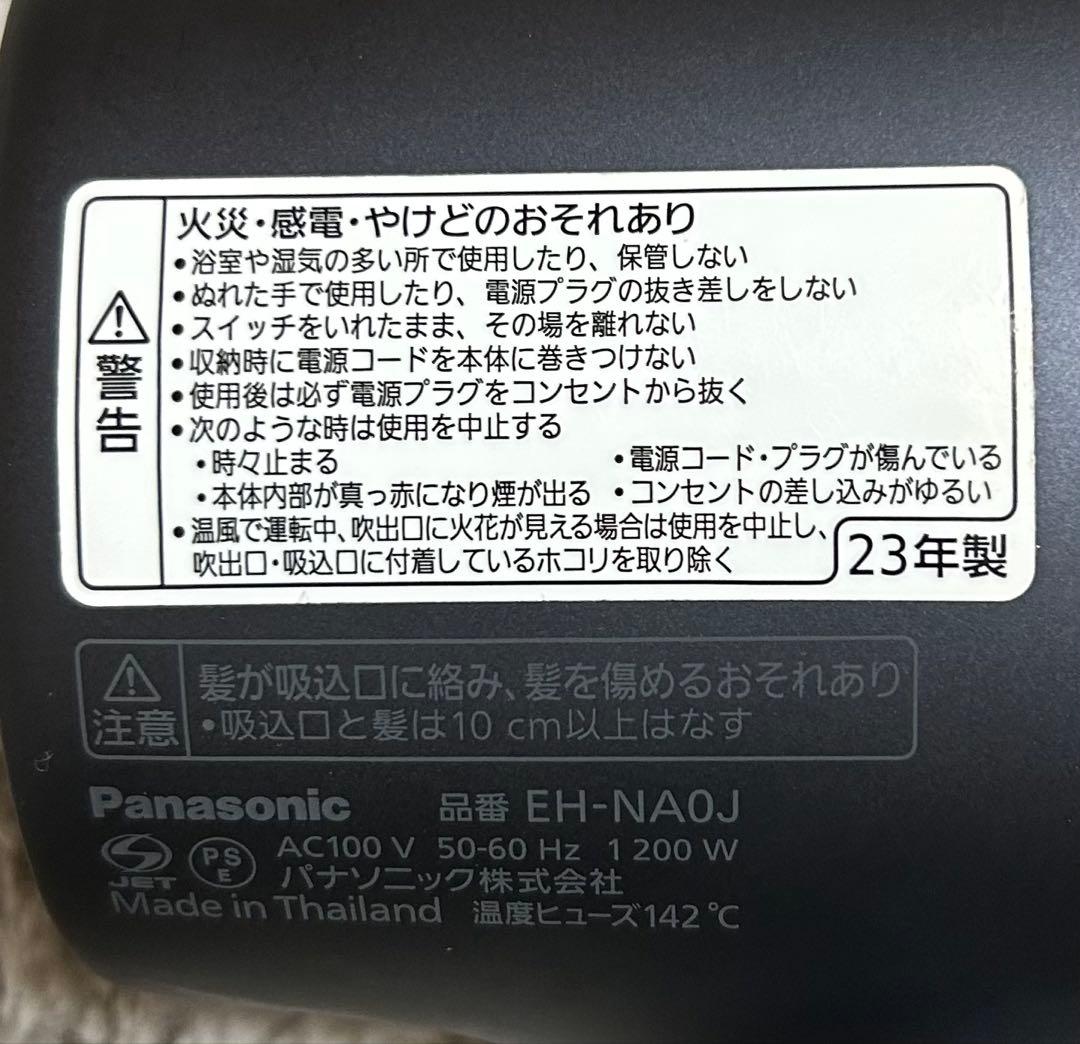 警告
火災・感電・やけどのおそれあり
•浴室や湿気の多い所で使用したり、保管しない
•ぬれた手で使用したり、電源プラグの抜き差しをしない
•スイッチをいれたまま、その場を離れない
•収納時に電源コードを本体に巻きつけない
•使用後は必ず電源プラグをコンセントから抜く
•次のような時は使用を中止する
・時々止まる ・電源コード・プラグが傷んでいる
・本体内部が真っ赤になり煙が出る ・コンセントの差し込みがゆるい
•温風で運転中、吹出口に火花が見える場合は使用を中止し、
吹出口・吸込口に付着しているホコリを取り除く
23年製
注意
髪が吸込口に絡み、髪を傷めるおそれあり
•吸込口と髪は10 cm以上はなす
Panasonic 品番 EH-NA0J
JET PSE AC100 V 50-60 Hz 1 200 W
パナソニック株式会社
Made in Thailand 温度ヒューズ142 ℃